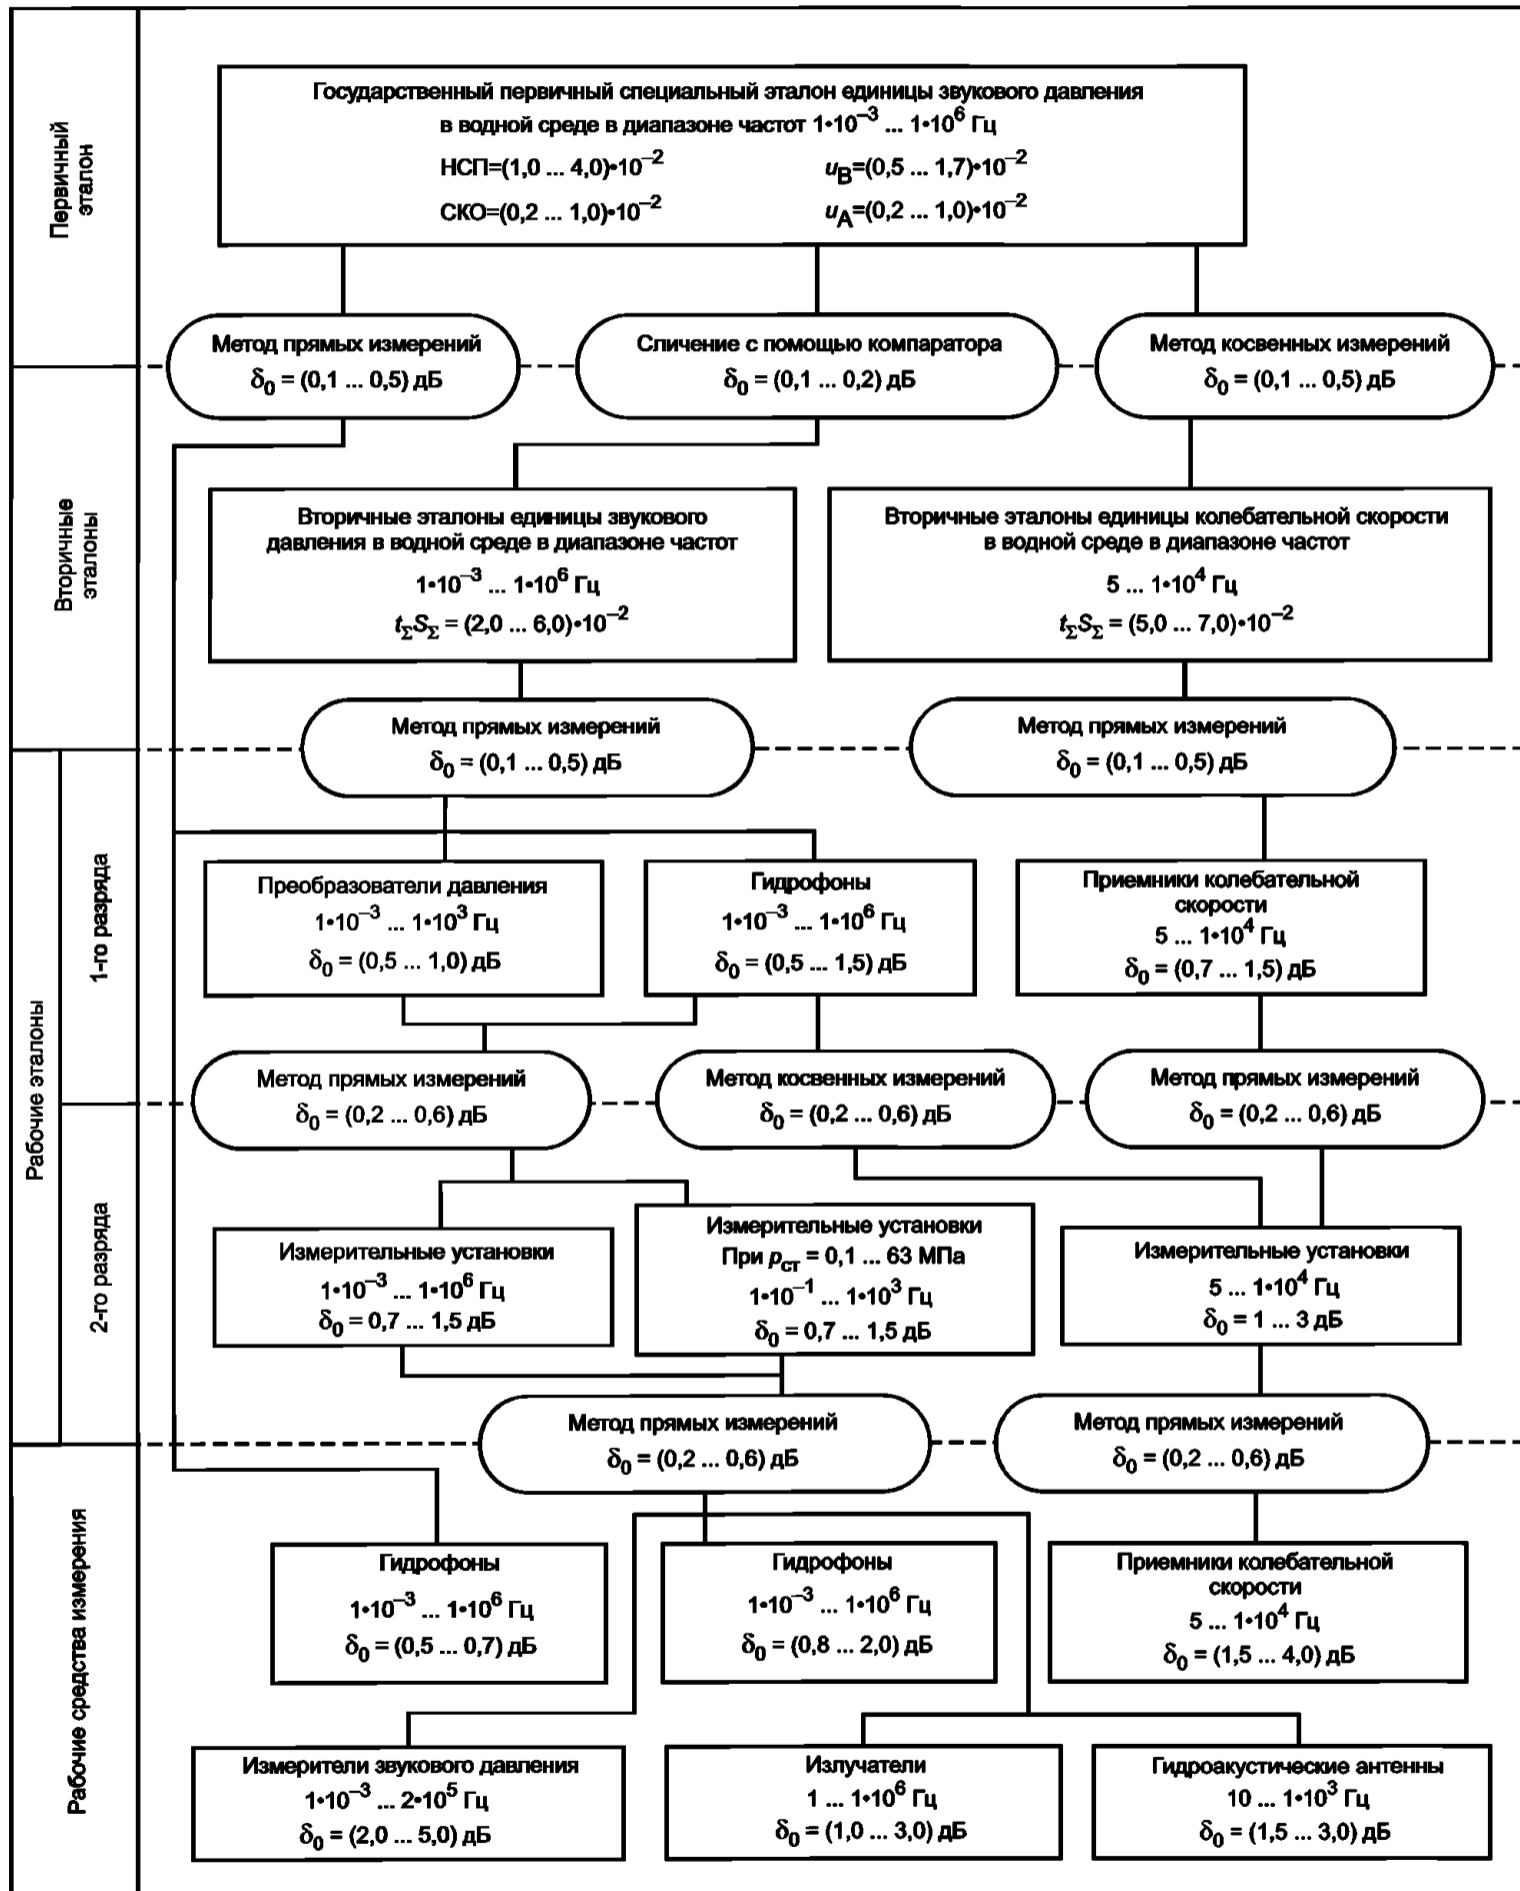 Первичный
эталон
Государственный первичный специальный эталон единицы звукового давления
в водной среде в диапазоне частот 1•10⁻³ ... 1•10⁶ Гц
НСП=(1,0 ... 4,0)•10⁻² u_B=(0,5 ... 1,7)•10⁻²
СКО=(0,2 ... 1,0)•10⁻² u_A=(0,2 ... 1,0)•10⁻²
Метод прямых измерений
δ₀ = (0,1 ... 0,5) дБ
Сличение с помощью компаратора
δ₀ = (0,1 ... 0,2) дБ
Метод косвенных измерений
δ₀ = (0,1 ... 0,5) дБ
Вторичные
эталоны
Вторичные эталоны единицы звукового
давления в водной среде в диапазоне частот
1•10⁻³ ... 1•10⁶ Гц
t_Σ S_Σ = (2,0 ... 6,0)•10⁻²
Вторичные эталоны единицы колебательной скорости
в водной среде в диапазоне частот
5 ... 1•10⁴ Гц
t_Σ S_Σ = (5,0 ... 7,0)•10⁻²
Метод прямых измерений
δ₀ = (0,1 ... 0,5) дБ
Метод прямых измерений
δ₀ = (0,1 ... 0,5) дБ
Рабочие эталоны
1-го разряда
Преобразователи давления
1•10⁻³ ... 1•10³ Гц
δ₀ = (0,5 ... 1,0) дБ
Гидрофоны
1•10⁻³ ... 1•10⁶ Гц
δ₀ = (0,5 ... 1,5) дБ
Приемники колебательной
скорости
5 ... 1•10⁴ Гц
δ₀ = (0,7 ... 1,5) дБ
Метод прямых измерений
δ₀ = (0,2 ... 0,6) дБ
Метод косвенных измерений
δ₀ = (0,2 ... 0,6) дБ
Метод прямых измерений
δ₀ = (0,2 ... 0,6) дБ
2-го разряда
Измерительные установки
1•10⁻³ ... 1•10⁶ Гц
δ₀ = 0,7 ... 1,5 дБ
Измерительные установки
При p_ст = 0,1 ... 63 МПа
1•10⁻¹ ... 1•10³ Гц
δ₀ = 0,7 ... 1,5 дБ
Измерительные установки
5 ... 1•10⁴ Гц
δ₀ = 1 ... 3 дБ
Метод прямых измерений
δ₀ = (0,2 ... 0,6) дБ
Метод прямых измерений
δ₀ = (0,2 ... 0,6) дБ
Рабочие средства измерения
Гидрофоны
1•10⁻³ ... 1•10⁶ Гц
δ₀ = (0,5 ... 0,7) дБ
Гидрофоны
1•10⁻³ ... 1•10⁶ Гц
δ₀ = (0,8 ... 2,0) дБ
Приемники колебательной
скорости
5 ... 1•10⁴ Гц
δ₀ = (1,5 ... 4,0) дБ
Измерители звукового давления
1•10⁻³ ... 2•10⁵ Гц
δ₀ = (2,0 ... 5,0) дБ
Излучатели
1 ... 1•10⁶ Гц
δ₀ = (1,0 ... 3,0) дБ
Гидроакустические антенны
10 ... 1•10³ Гц
δ₀ = (1,5 ... 3,0) дБ